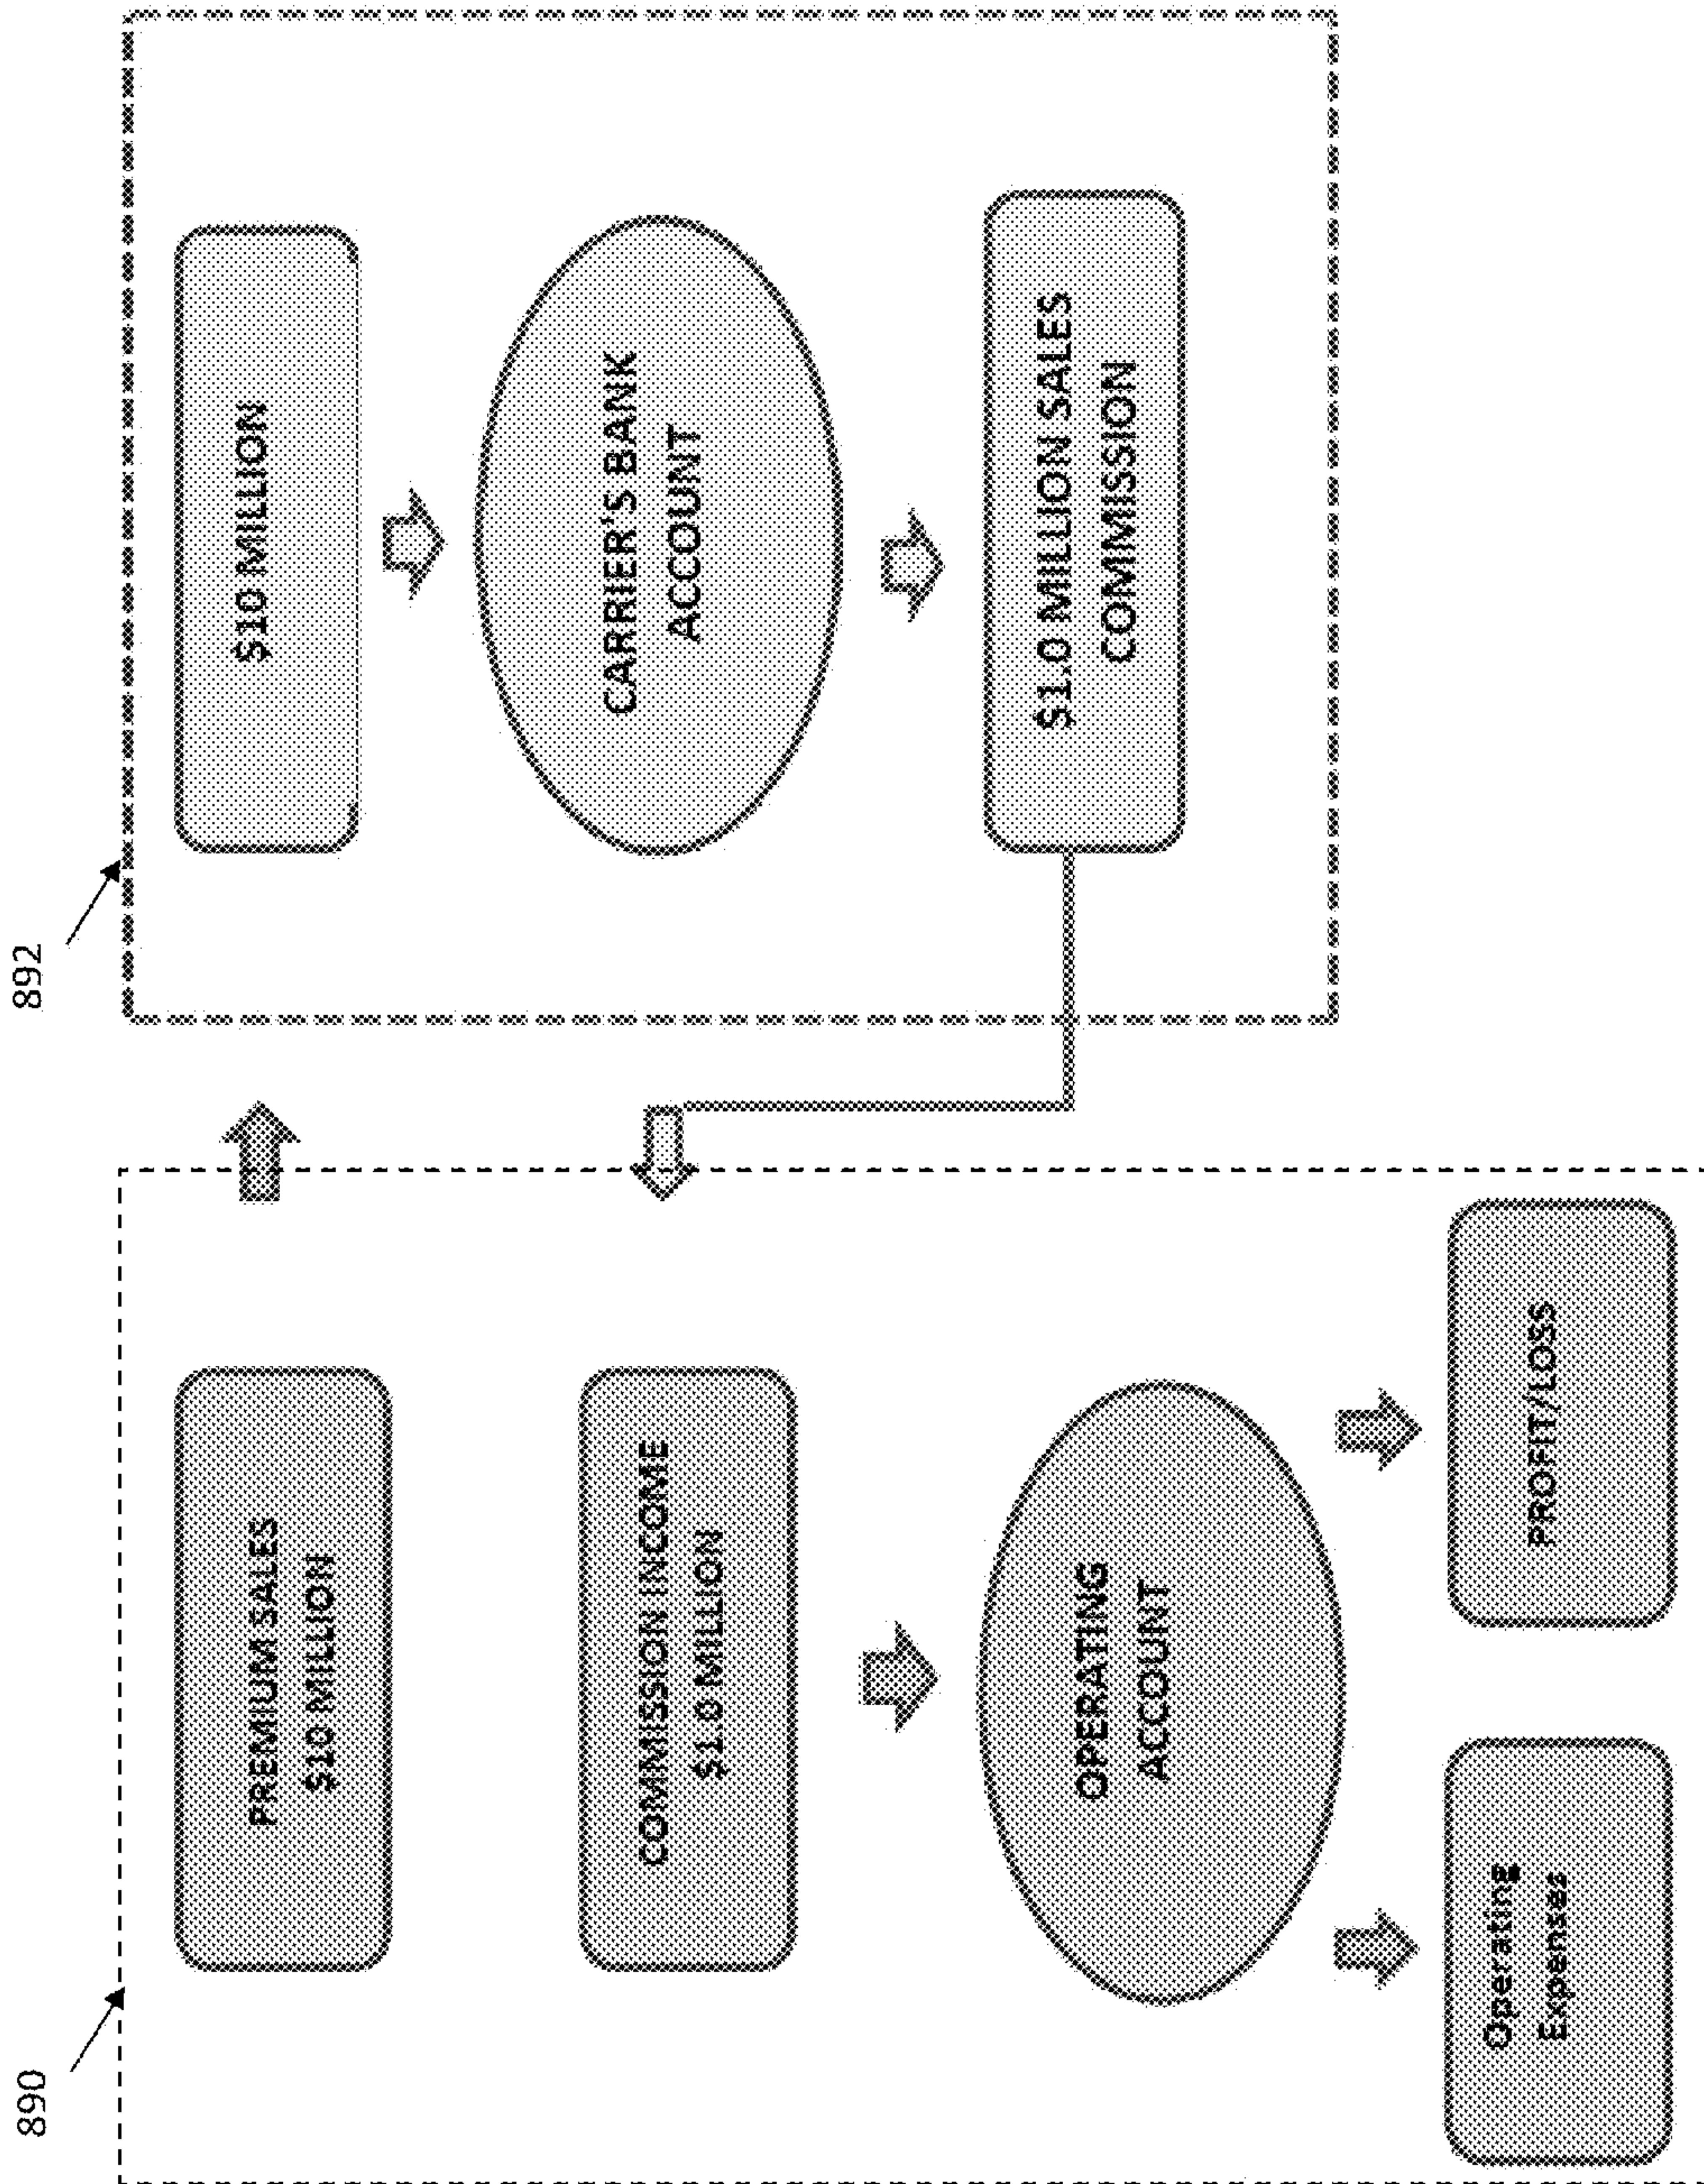 890
PREMIUM SALES
$10 MILLION
COMMISSION INCOME
$1.0 MILLION
OPERATING
ACCOUNT
Operating
Expenses
PROFIT/LOSS
892
$10 MILLION
CARRIER'S BANK
ACCOUNT
$1.0 MILLION SALES
COMMISSION